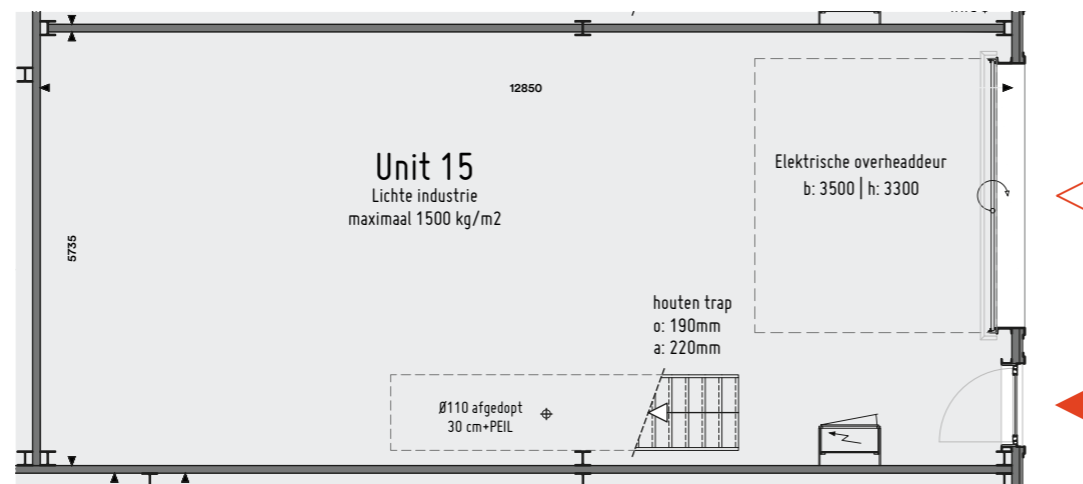 12850
Unit 15
Lichte industrie
maximaal 1500 kg/m2
Elektrische overheaddeur
b: 3500 | h: 3300
5735
houten trap
o: 190mm
a: 220mm
Ø110 afgedopt
30 cm+PEIL